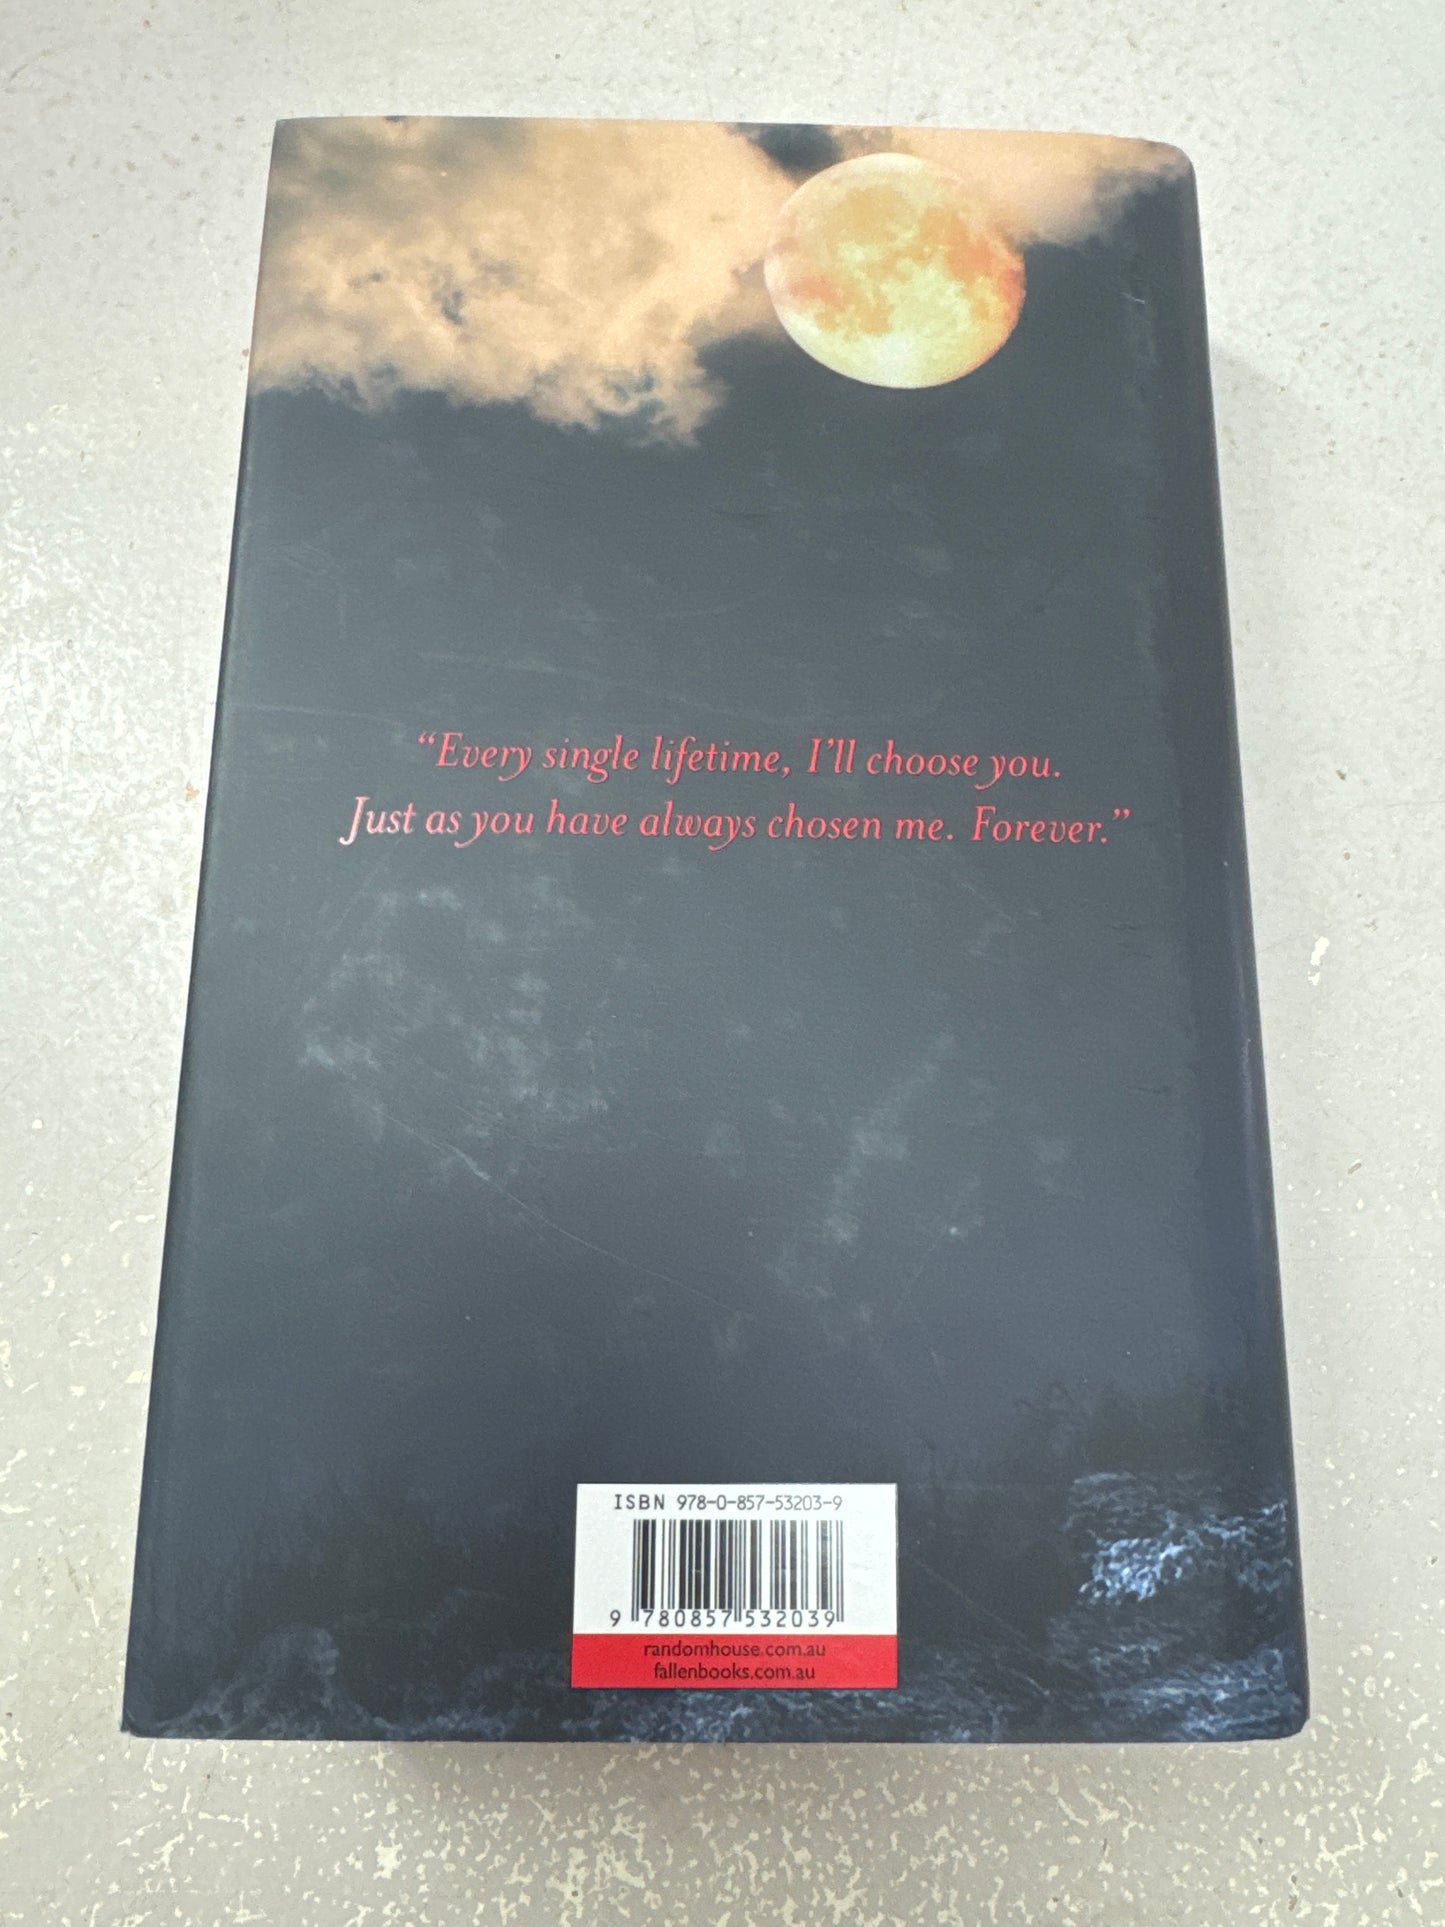 “Every single lifetime, I’ll choose you.
Just as you have always chosen me. Forever.”
ISBN 978-0-857-53203-9
9 780857 532039
randomhouse.com.au
fallenbooks.com.au